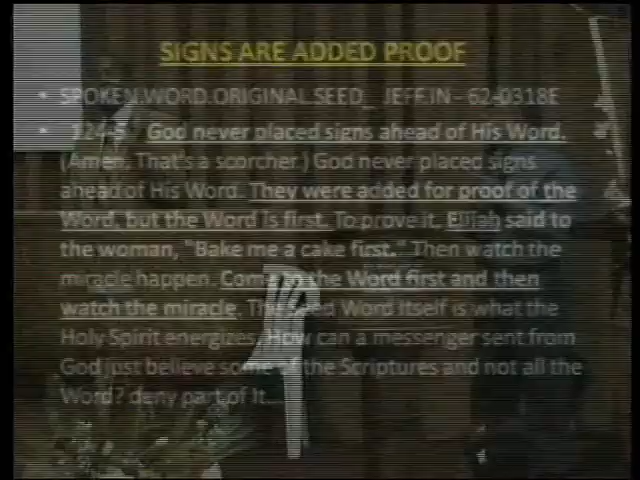 SIGNS ARE ADDED PROOF
• SPOKEN.WORD.ORIGINAL.SEED_ JEFF.IN - 62-0318E
• 124-5 God never placed signs ahead of His Word.
(Amen. That's a scorcher.) God never placed signs
ahead of His Word. They were added for proof of the
Word, but the Word is first. To prove it, Elijah said to
the woman, "Bake me a cake first." Then watch the
miracle happen. Come to the Word first and then
watch the miracle. The Seed Word Itself is what the
Holy Spirit energizes. How can a messenger sent from
God just believe some of the Scriptures and not all the
Word? deny part of It...